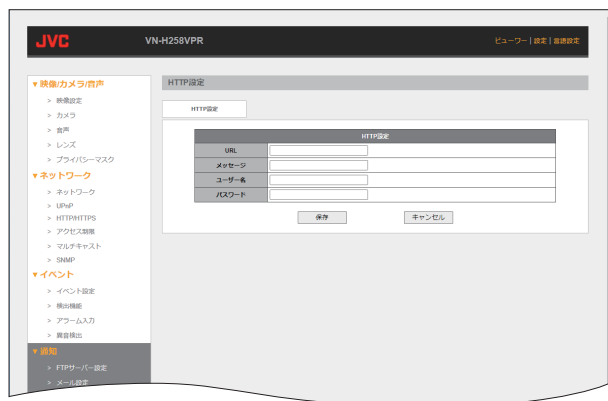 JVC
VN-H258VPR
ビューワー | 設定 | 言語設定
▼映像/カメラ/音声
> 映像設定
> カメラ
> 音声
> レンズ
> プライバシーマスク
▼ネットワーク
> ネットワーク
> UPnP
> HTTP/HTTPS
> アクセス制限
> マルチキャスト
> SNMP
▼イベント
> イベント設定
> 検出機能
> アラーム入力
> 異音検出
▼通知
> FTPサーバー設定
> メール設定
HTTP設定
HTTP設定
HTTP設定
URL
メッセージ
ユーザー名
パスワード
保存
キャンセル